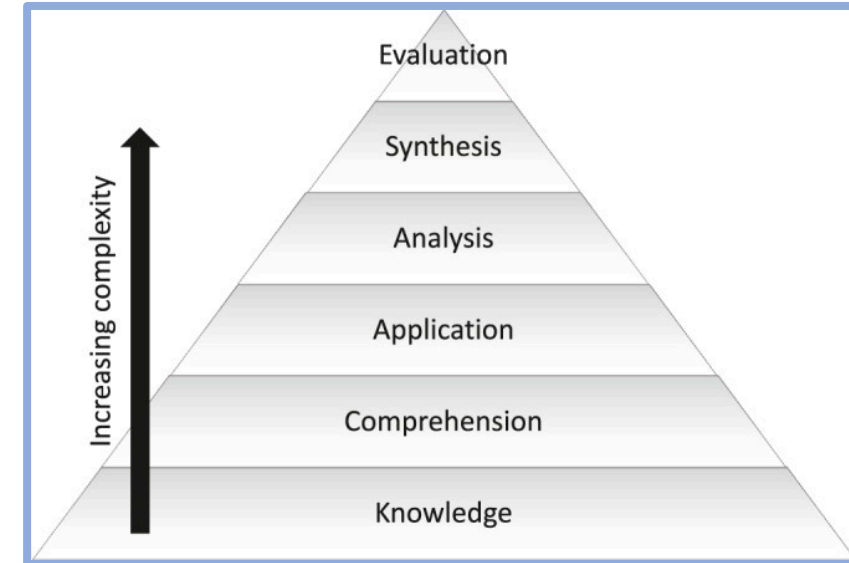 Evaluation
Synthesis
Analysis
Application
Comprehension
Knowledge
Increasing complexity